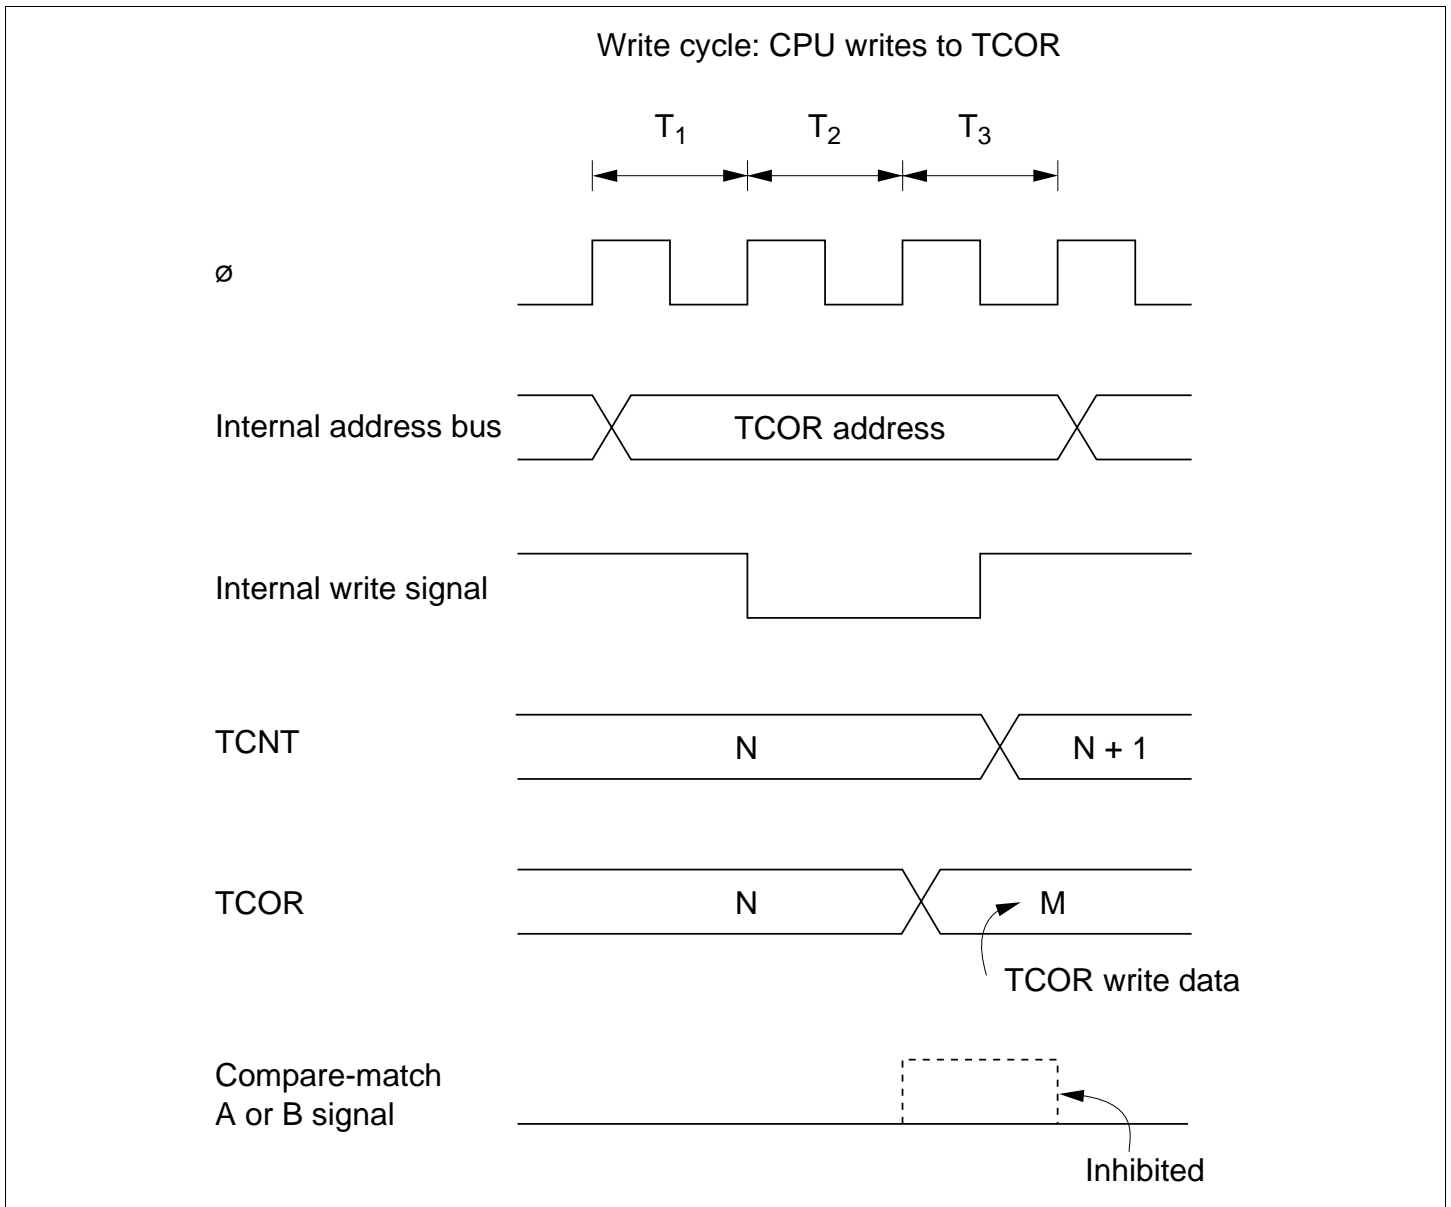 Write cycle: CPU writes to TCOR
T1 T2 T3
ø
Internal address bus
TCOR address
Internal write signal
TCNT
N
N + 1
TCOR
N
M
TCOR write data
Compare-match
A or B signal
Inhibited